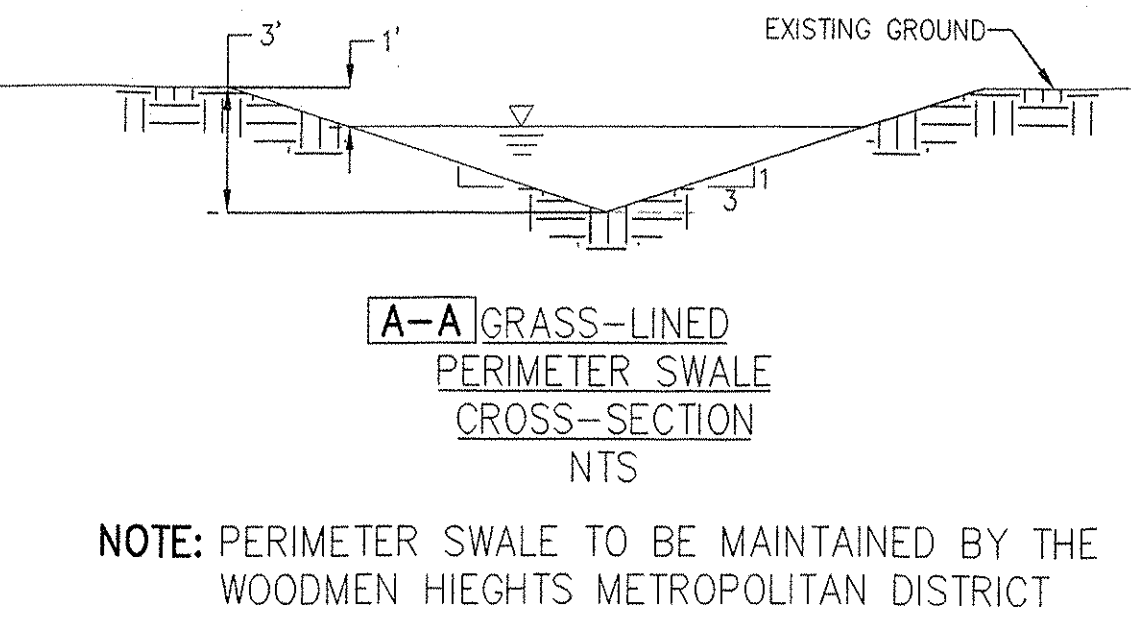 3'
1'
EXISTING GROUND
1
3
A-A GRASS-LINED
PERIMETER SWALE
CROSS-SECTION
NTS
NOTE: PERIMETER SWALE TO BE MAINTAINED BY THE
WOODMEN HIEGHTS METROPOLITAN DISTRICT